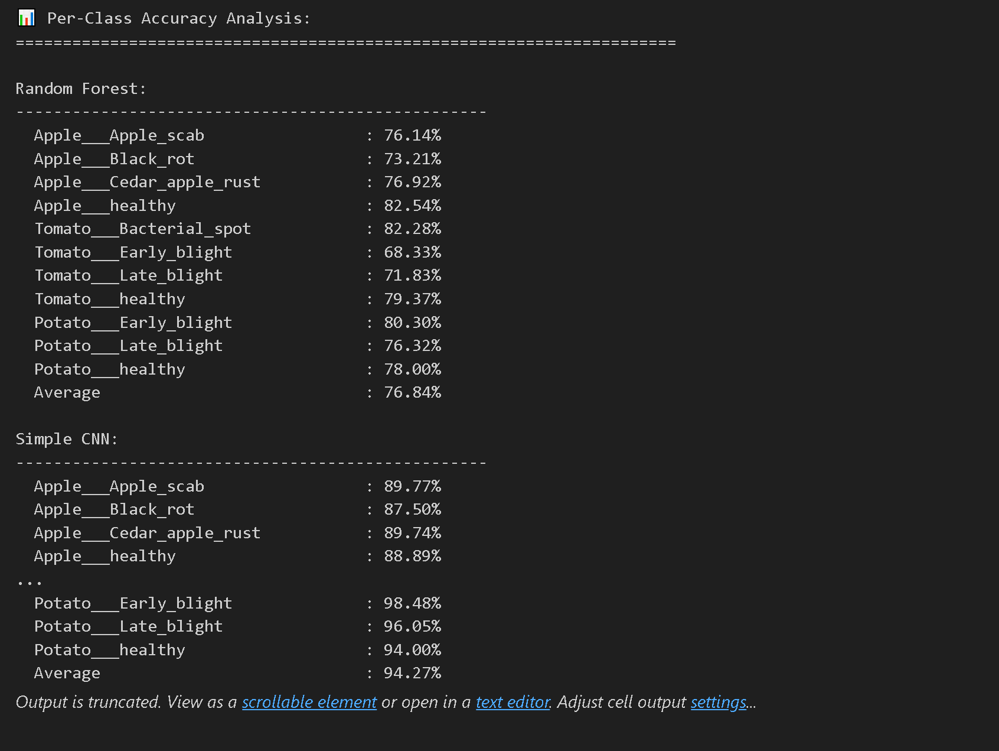 📊 Per-Class Accuracy Analysis:
======================================================================
Random Forest:
--------------------------------------------------
Apple___Apple_scab : 76.14%
Apple___Black_rot : 73.21%
Apple___Cedar_apple_rust : 76.92%
Apple___healthy : 82.54%
Tomato___Bacterial_spot : 82.28%
Tomato___Early_blight : 68.33%
Tomato___Late_blight : 71.83%
Tomato___healthy : 79.37%
Potato___Early_blight : 80.30%
Potato___Late_blight : 76.32%
Potato___healthy : 78.00%
Average : 76.84%
Simple CNN:
--------------------------------------------------
Apple___Apple_scab : 89.77%
Apple___Black_rot : 87.50%
Apple___Cedar_apple_rust : 89.74%
Apple___healthy : 88.89%
...
Potato___Early_blight : 98.48%
Potato___Late_blight : 96.05%
Potato___healthy : 94.00%
Average : 94.27%
Output is truncated. View as a scrollable element or open in a text editor. Adjust cell output settings...